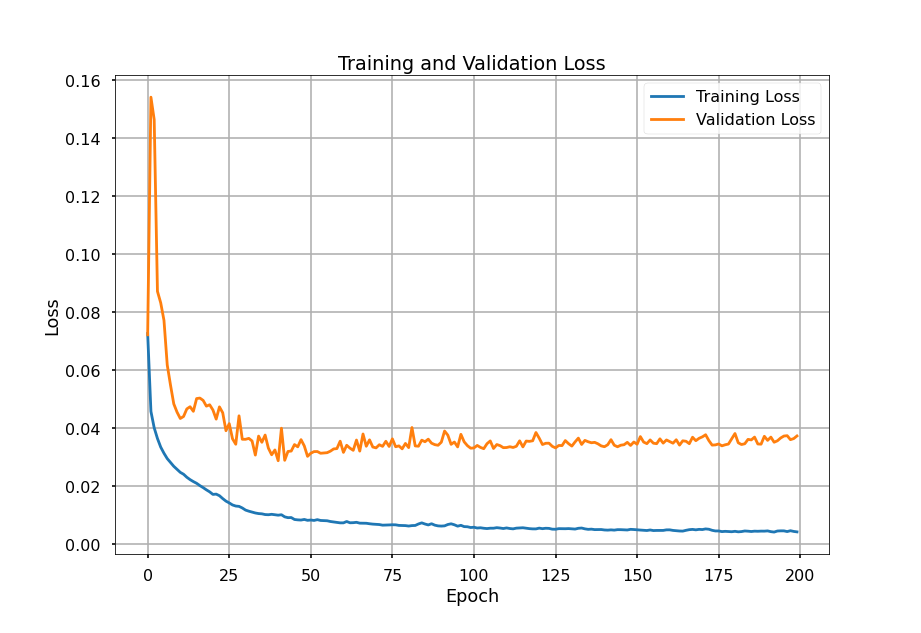 Training and Validation Loss
Training Loss
Validation Loss
0.16
0.14
0.12
0.10
0.08
0.06
0.04
0.02
0.00
Loss
0 25 50 75 100 125 150 175 200
Epoch